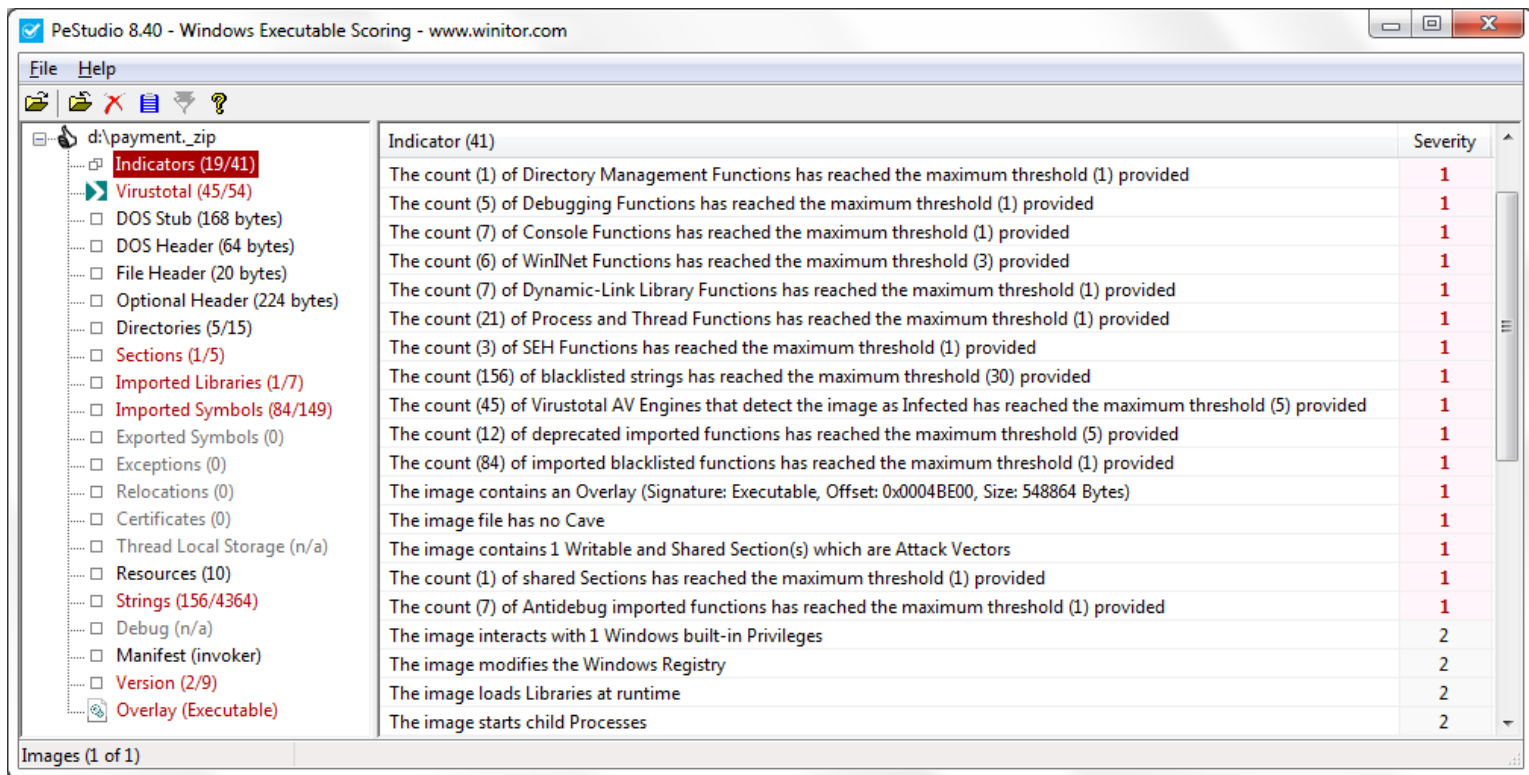 PeStudio 8.40 - Windows Executable Scoring - www.winitor.com
File Help
d:\payment._zip
Indicators (19/41)
Virustotal (45/54)
DOS Stub (168 bytes)
DOS Header (64 bytes)
File Header (20 bytes)
Optional Header (224 bytes)
Directories (5/15)
Sections (1/5)
Imported Libraries (1/7)
Imported Symbols (84/149)
Exported Symbols (0)
Exceptions (0)
Relocations (0)
Certificates (0)
Thread Local Storage (n/a)
Resources (10)
Strings (156/4364)
Debug (n/a)
Manifest (invoker)
Version (2/9)
Overlay (Executable)
Indicator (41) Severity
The count (1) of Directory Management Functions has reached the maximum threshold (1) provided 1
The count (5) of Debugging Functions has reached the maximum threshold (1) provided 1
The count (7) of Console Functions has reached the maximum threshold (1) provided 1
The count (6) of WinINet Functions has reached the maximum threshold (3) provided 1
The count (7) of Dynamic-Link Library Functions has reached the maximum threshold (1) provided 1
The count (21) of Process and Thread Functions has reached the maximum threshold (1) provided 1
The count (3) of SEH Functions has reached the maximum threshold (1) provided 1
The count (156) of blacklisted strings has reached the maximum threshold (30) provided 1
The count (45) of Virustotal AV Engines that detect the image as Infected has reached the maximum threshold (5) provided 1
The count (12) of deprecated imported functions has reached the maximum threshold (5) provided 1
The count (84) of imported blacklisted functions has reached the maximum threshold (1) provided 1
The image contains an Overlay (Signature: Executable, Offset: 0x0004BE00, Size: 548864 Bytes) 1
The image file has no Cave 1
The image contains 1 Writable and Shared Section(s) which are Attack Vectors 1
The count (1) of shared Sections has reached the maximum threshold (1) provided 1
The count (7) of Antidebug imported functions has reached the maximum threshold (1) provided 1
The image interacts with 1 Windows built-in Privileges 2
The image modifies the Windows Registry 2
The image loads Libraries at runtime 2
The image starts child Processes 2
Images (1 of 1)